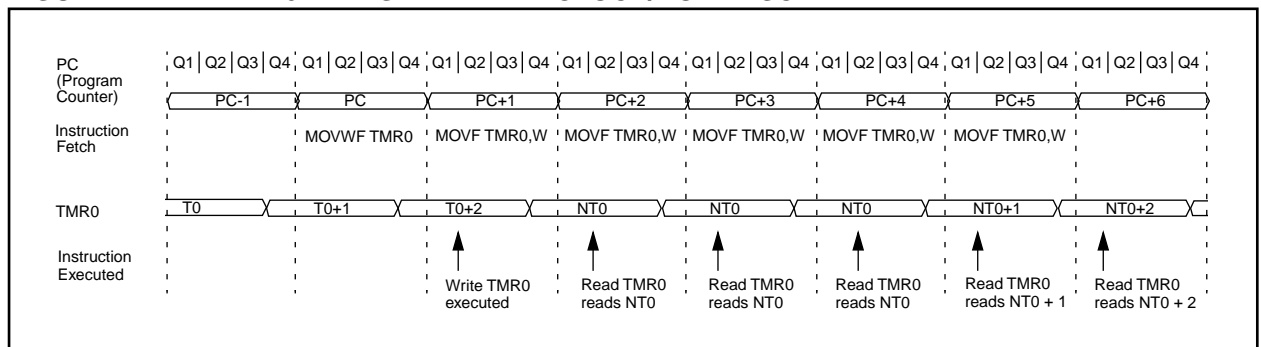 Q1 Q2 Q3 Q4 Q1 Q2 Q3 Q4 Q1 Q2 Q3 Q4 Q1 Q2 Q3 Q4 Q1 Q2 Q3 Q4 Q1 Q2 Q3 Q4 Q1 Q2 Q3 Q4 Q1 Q2 Q3 Q4
PC
(Program
Counter)
PC-1 PC PC+1 PC+2 PC+3 PC+4 PC+5 PC+6
Instruction
Fetch
MOVWF TMR0 MOVF TMR0,W MOVF TMR0,W MOVF TMR0,W MOVF TMR0,W MOVF TMR0,W
TMR0
T0 T0+1 T0+2 NT0 NT0 NT0 NT0+1 NT0+2
Instruction
Executed
Write TMR0
executed
Read TMR0
reads NT0
Read TMR0
reads NT0
Read TMR0
reads NT0
Read TMR0
reads NT0 + 1
Read TMR0
reads NT0 + 2